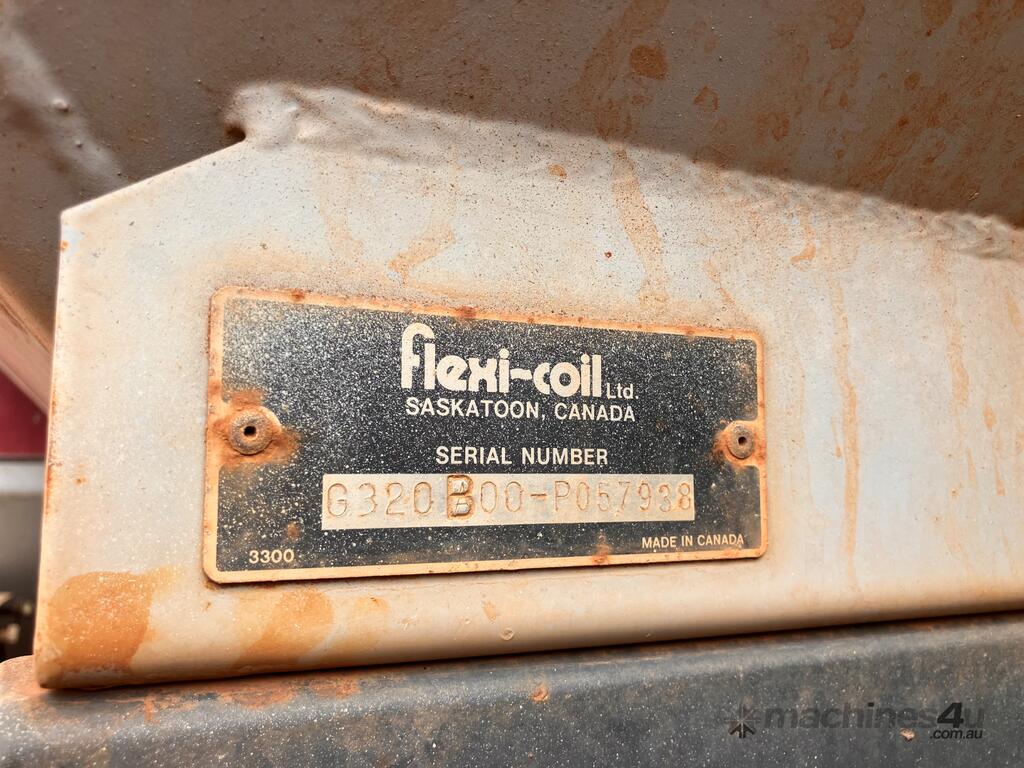 flexi-coil Ltd.
SASKATOON, CANADA
SERIAL NUMBER
G320B00-P057938
3300
MADE IN CANADA
machines4u
.com.au